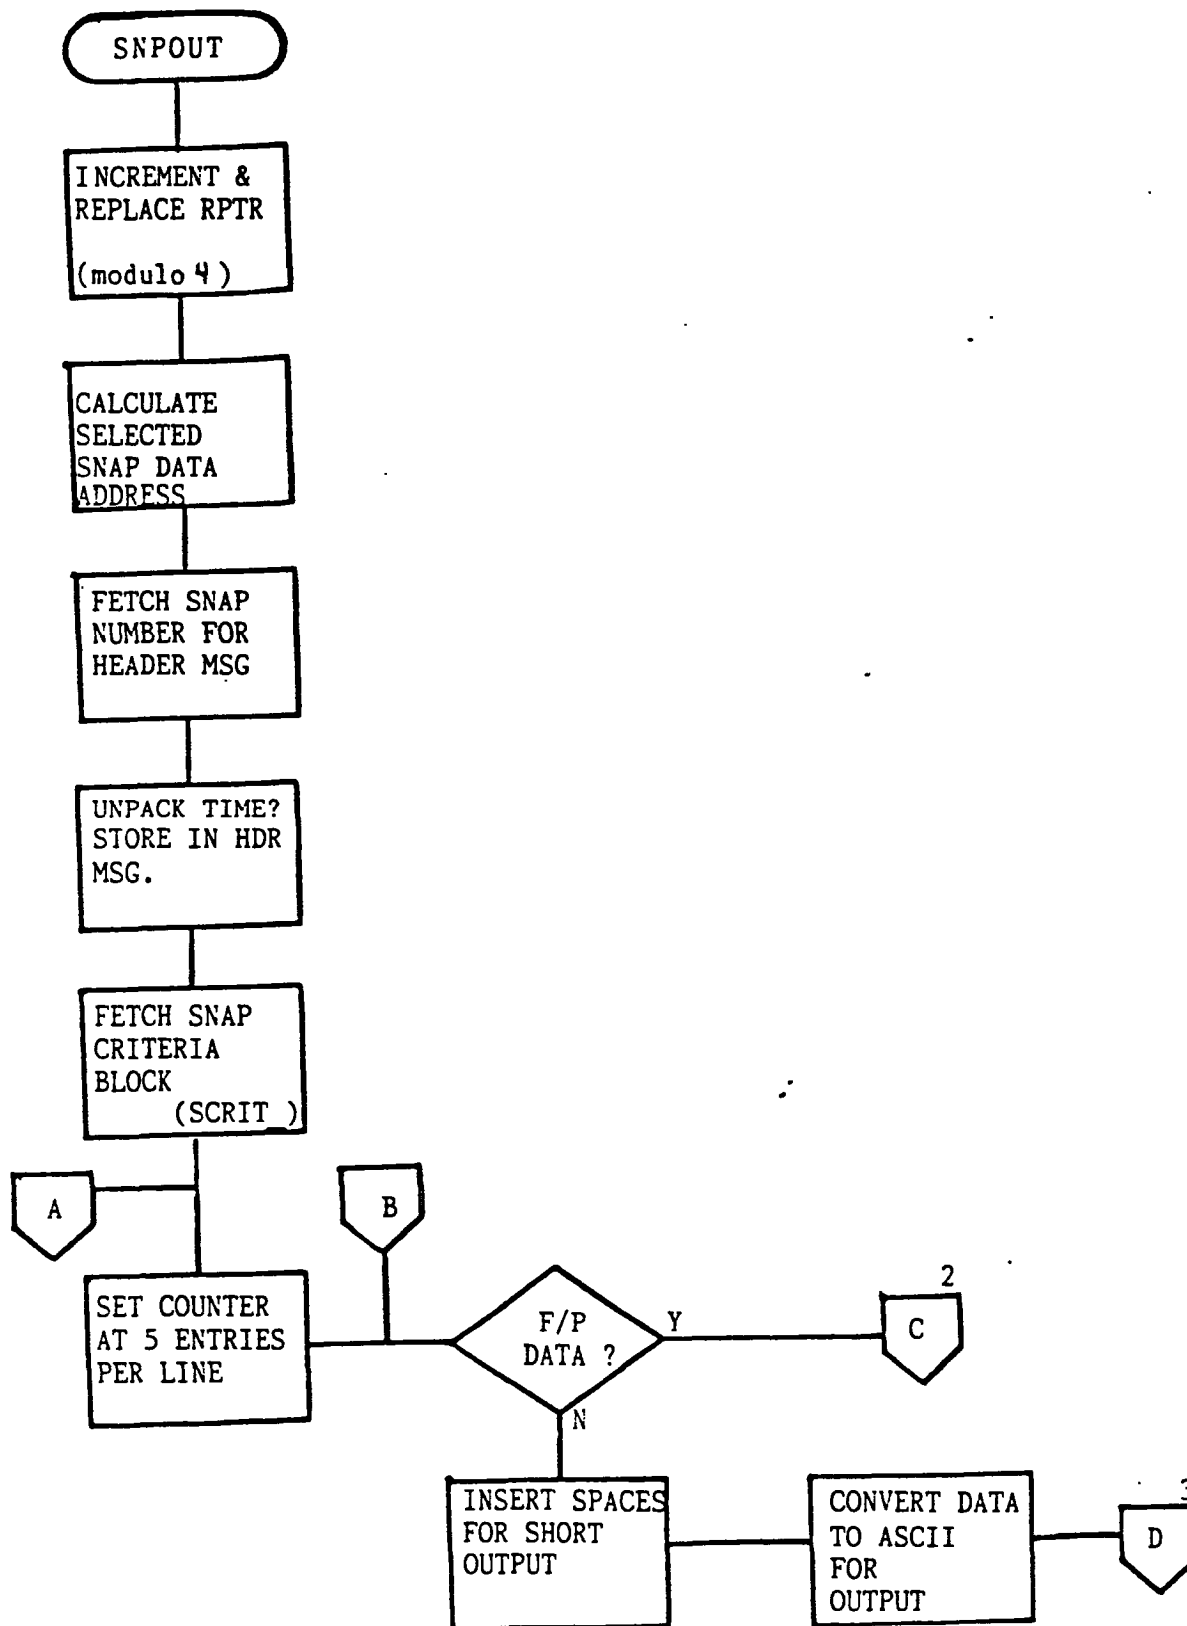 SNPOUT
INCREMENT &
REPLACE RPTR
(modulo 4)
CALCULATE
SELECTED
SNAP DATA
ADDRESS
FETCH SNAP
NUMBER FOR
HEADER MSG
UNPACK TIME?
STORE IN HDR
MSG.
FETCH SNAP
CRITERIA
BLOCK
(SCRIT_)
A
B
SET COUNTER
AT 5 ENTRIES
PER LINE
F/P
DATA ?
Y
2
C
N
INSERT SPACES
FOR SHORT
OUTPUT
CONVERT DATA
TO ASCII
FOR
OUTPUT
3
D